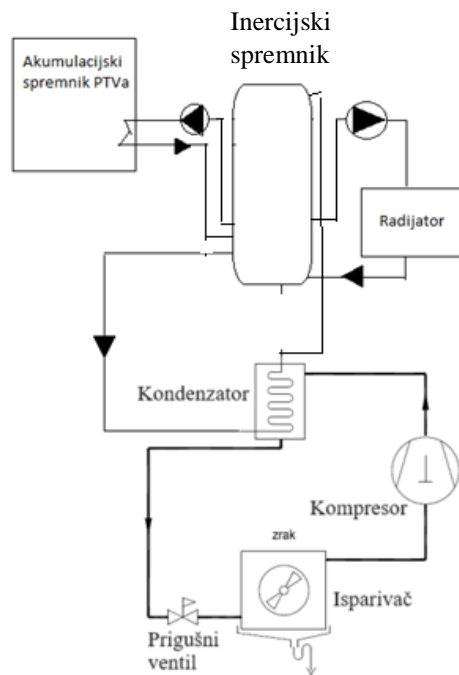 Inercijski
spremnik
Akumulacijski
spremnik PTVa
Radijator
Kondenzator
Kompresor
zrak
Isparivač
Prigušni
ventil